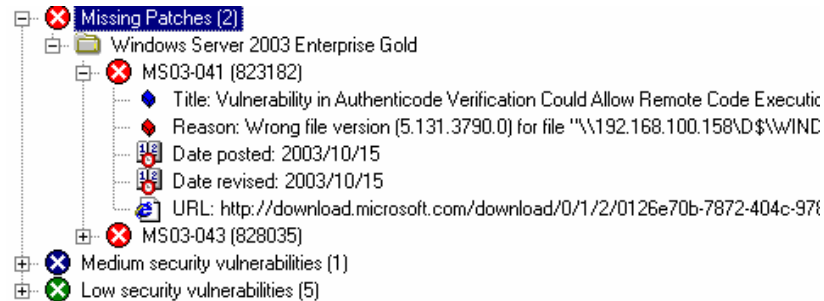 Missing Patches (2)
Windows Server 2003 Enterprise Gold
MS03-041 (823182)
Title: Vulnerability in Authenticode Verification Could Allow Remote Code Executio
Reason: Wrong file version (5.131.3790.0) for file "\\192.168.100.158\D$\WIND
Date posted: 2003/10/15
Date revised: 2003/10/15
URL: http://download.microsoft.com/download/0/1/2/0126e70b-7872-404c-978
MS03-043 (828035)
Medium security vulnerabilities (1)
Low security vulnerabilities (5)